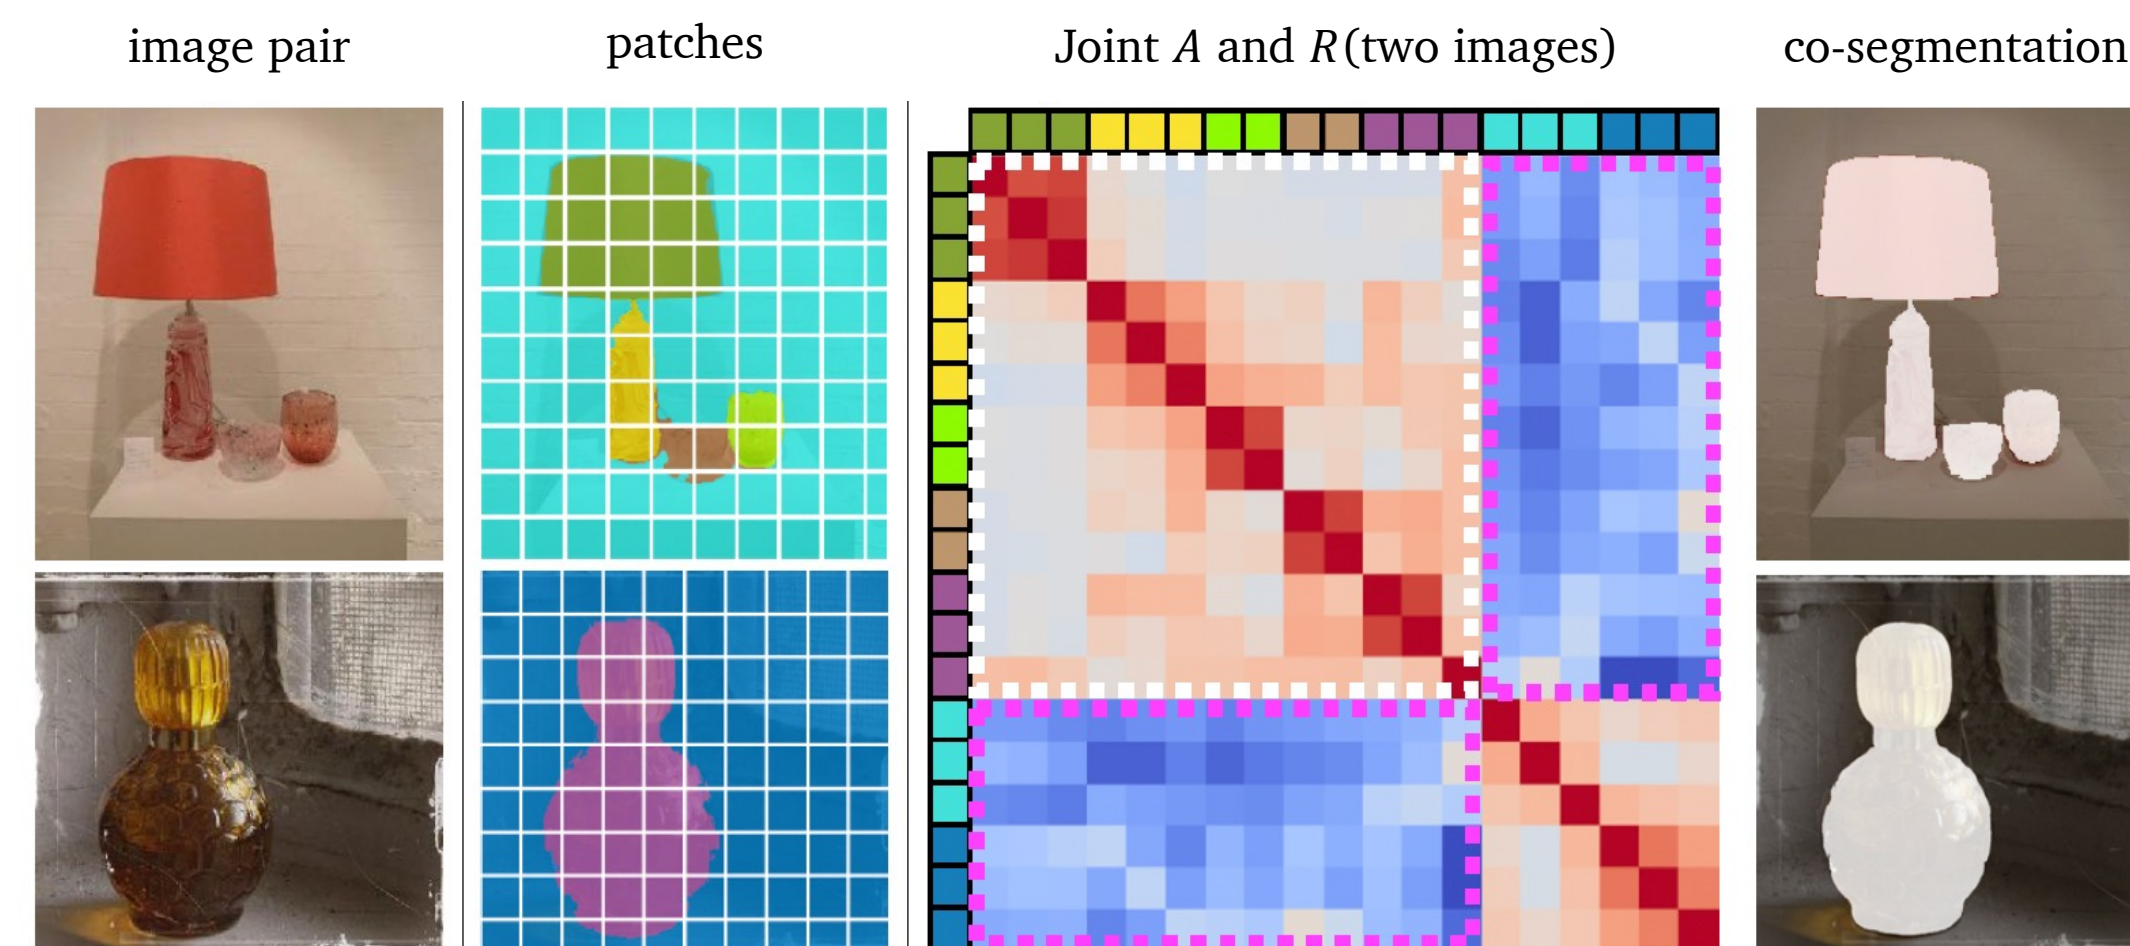 image pair
patches
Joint A and R(two images)
co-segmentation